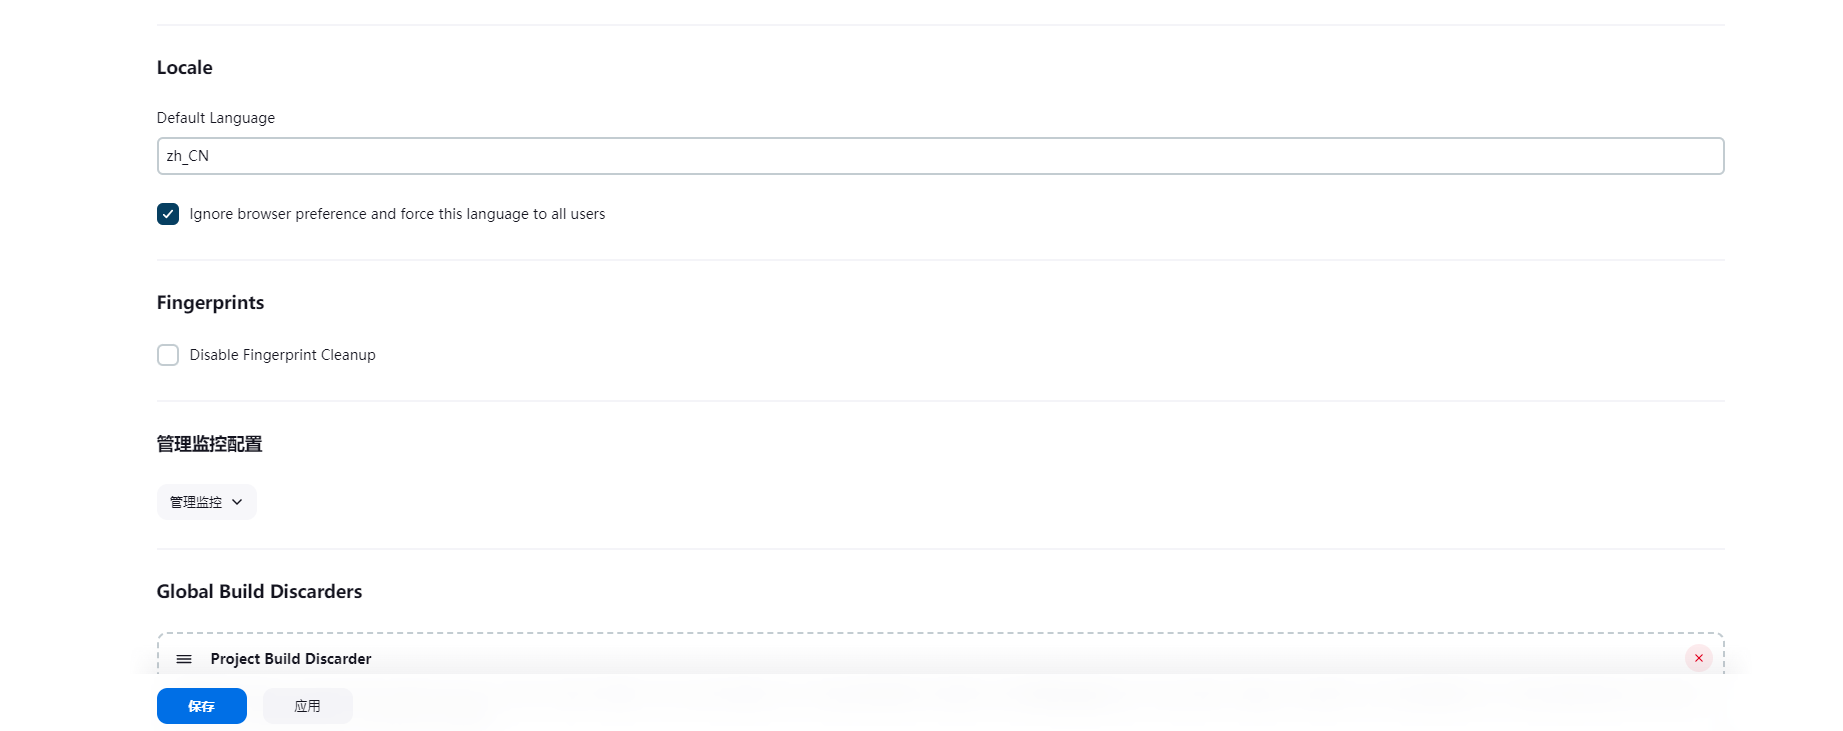 Locale
Default Language
zh_CN
Ignore browser preference and force this language to all users
Fingerprints
Disable Fingerprint Cleanup
管理监控配置
管理监控
Global Build Discarders
Project Build Discarder
保存
应用